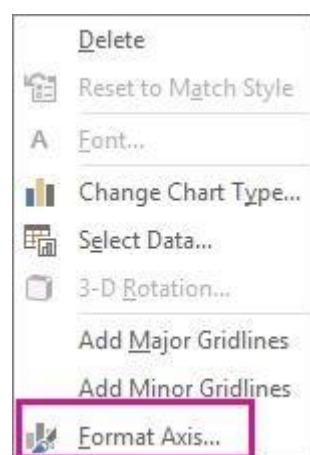 Delete
Reset to Match Style
Font...
Change Chart Type...
Select Data...
3-D Rotation...
Add Major Gridlines
Add Minor Gridlines
Format Axis...